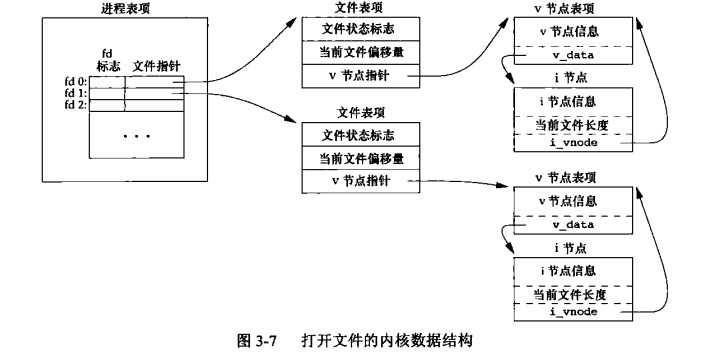 进程表项
fd
标志 文件指针
fd 0:
fd 1:
fd 2:
文件表项
文件状态标志
当前文件偏移量
v 节点指针
文件表项
文件状态标志
当前文件偏移量
v 节点指针
v 节点表项
v 节点信息
v_data
i 节点
i 节点信息
当前文件长度
i_vnode
v 节点表项
v 节点信息
v_data
i 节点
i 节点信息
当前文件长度
i_vnode
图 3-7 打开文件的内核数据结构